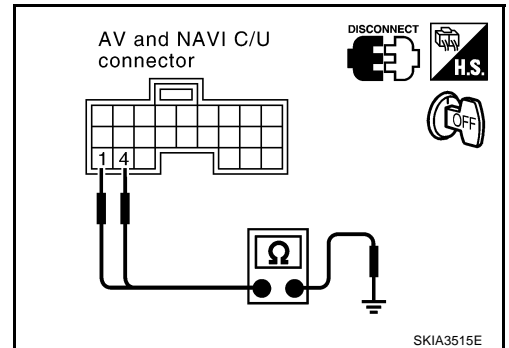 AV and NAVI C/U
connector
DISCONNECT
H.S.
OFF
1 4
Ω
SKIA3515E